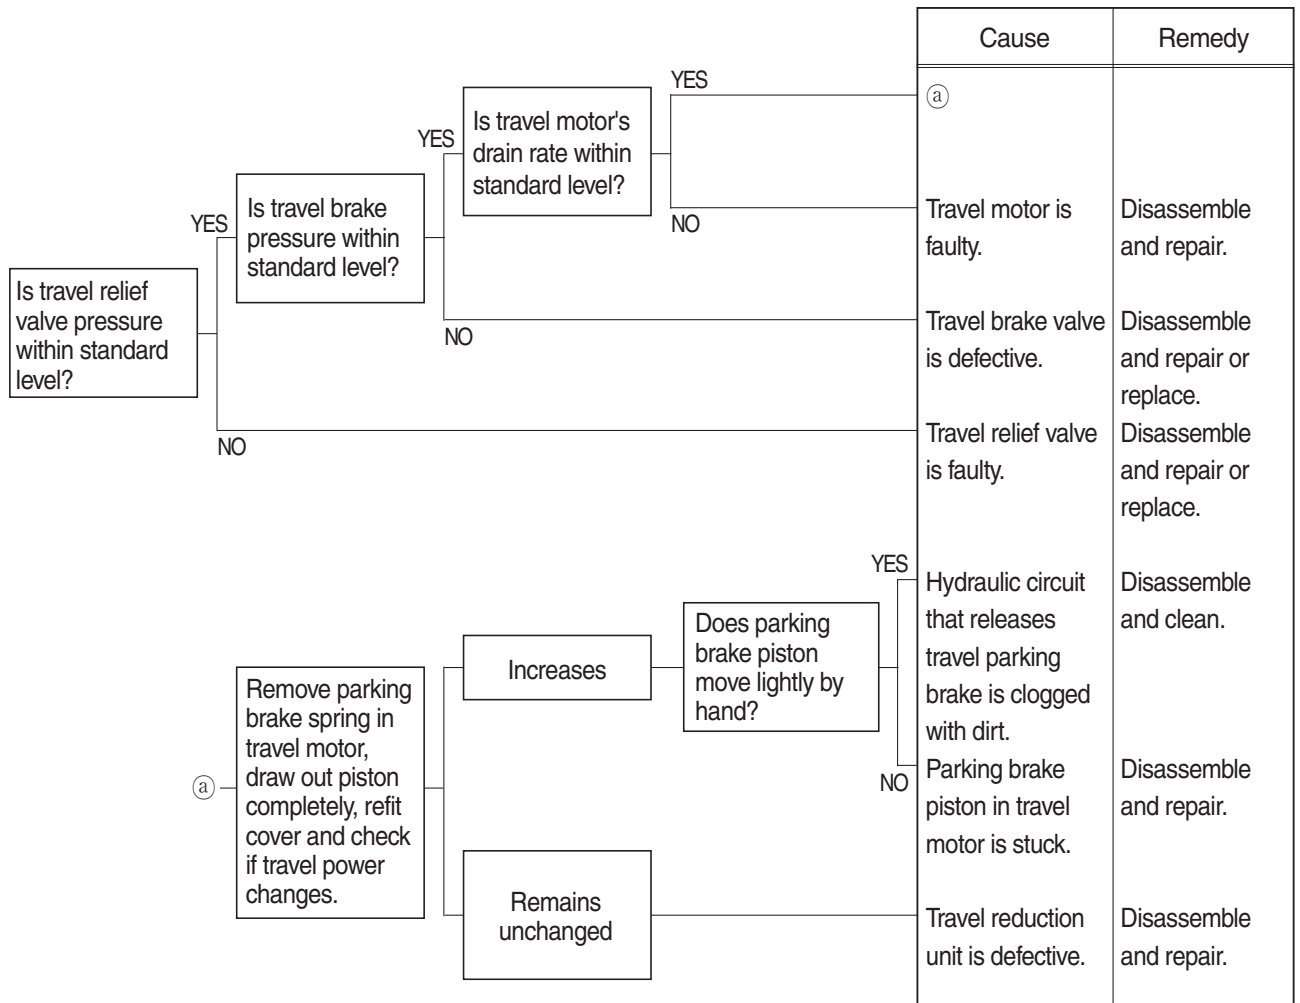 Cause
Remedy
YES
ⓐ
Is travel motor's
drain rate within
standard level?
YES
NO
Travel motor is
faulty.
Disassemble
and repair.
Is travel brake
pressure within
standard level?
YES
NO
Travel brake valve
is defective.
Disassemble
and repair or
replace.
Is travel relief
valve pressure
within standard
level?
NO
Travel relief valve
is faulty.
Disassemble
and repair or
replace.
ⓐ
Remove parking
brake spring in
travel motor,
draw out piston
completely, refit
cover and check
if travel power
changes.
Increases
Does parking
brake piston
move lightly by
hand?
YES
Hydraulic circuit
that releases
travel parking
brake is clogged
with dirt.
Disassemble
and clean.
NO
Parking brake
piston in travel
motor is stuck.
Disassemble
and repair.
Remains
unchanged
Travel reduction
unit is defective.
Disassemble
and repair.